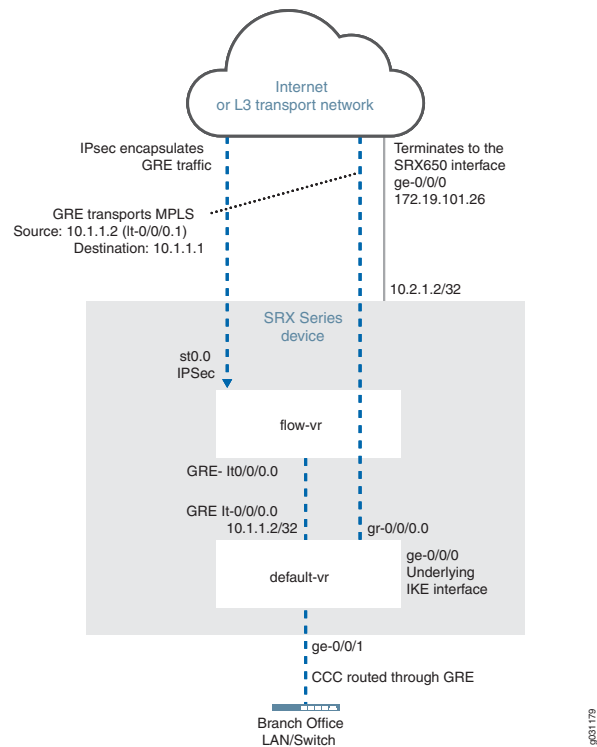 Internet
or L3 transport network
IPsec encapsulates
GRE traffic
Terminates to the
SRX650 interface
ge-0/0/0
172.19.101.26
GRE transports MPLS
Source: 10.1.1.2 (lt-0/0/0.1)
Destination: 10.1.1.1
10.2.1.2/32
SRX Series
device
st0.0
IPSec
flow-vr
GRE- lt0/0/0.0
GRE lt-0/0/0.0
10.1.1.2/32
gr-0/0/0.0
default-vr
ge-0/0/0
Underlying
IKE interface
ge-0/0/1
CCC routed through GRE
Branch Office
LAN/Switch
g031179